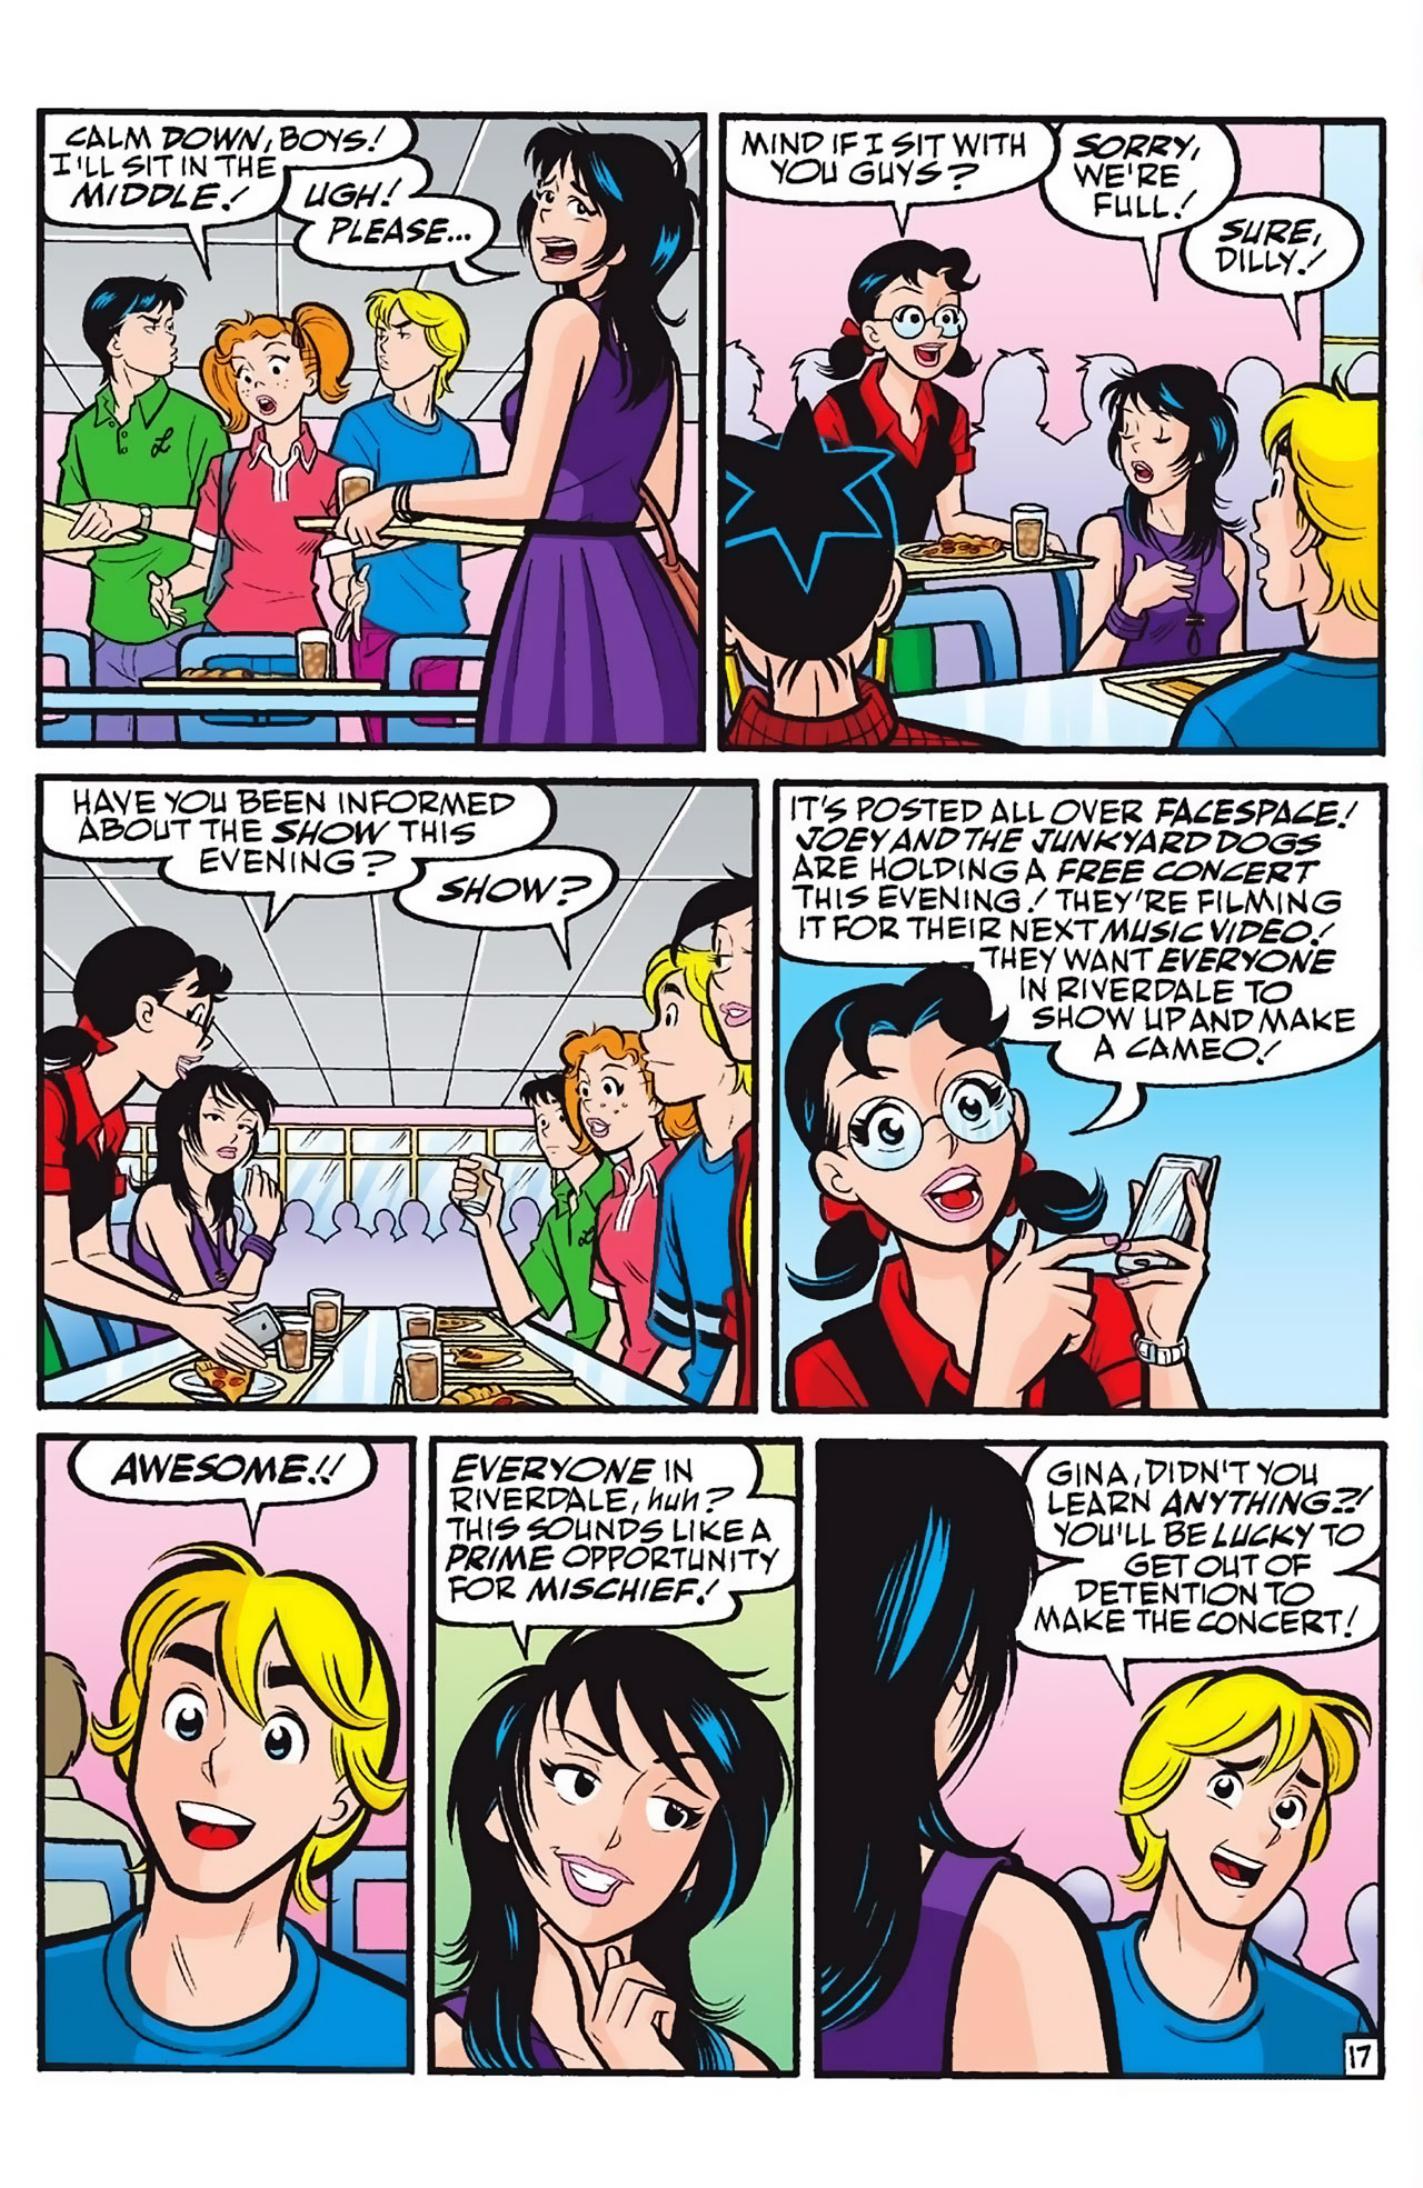 CALM DOWN, BOYS!
I'LL SIT IN THE
MIDDLE!
UGH!
PLEASE...
L
MIND IF I SIT WITH
YOU GUYS?
SORRY,
WE'RE
FULL!
SURE,
DILLY!
HAVE YOU BEEN INFORMED
ABOUT THE SHOW THIS
EVENING?
SHOW?
L
IT'S POSTED ALL OVER FACESPACE!
JOEY AND THE JUNKYARD DOGS
ARE HOLDING A FREE CONCERT
THIS EVENING! THEY'RE FILMING
IT FOR THEIR NEXT MUSIC VIDEO!
THEY WANT EVERYONE
IN RIVERDALE TO
SHOW UP AND MAKE
A CAMEO!
AWESOME!!
EVERYONE IN
RIVERDALE, huh?
THIS SOUNDS LIKE A
PRIME OPPORTUNITY
FOR MISCHIEF!
GINA, DIDN'T YOU
LEARN ANYTHING?!
YOU'LL BE LUCKY TO
GET OUT OF
DETENTION TO
MAKE THE CONCERT!
17